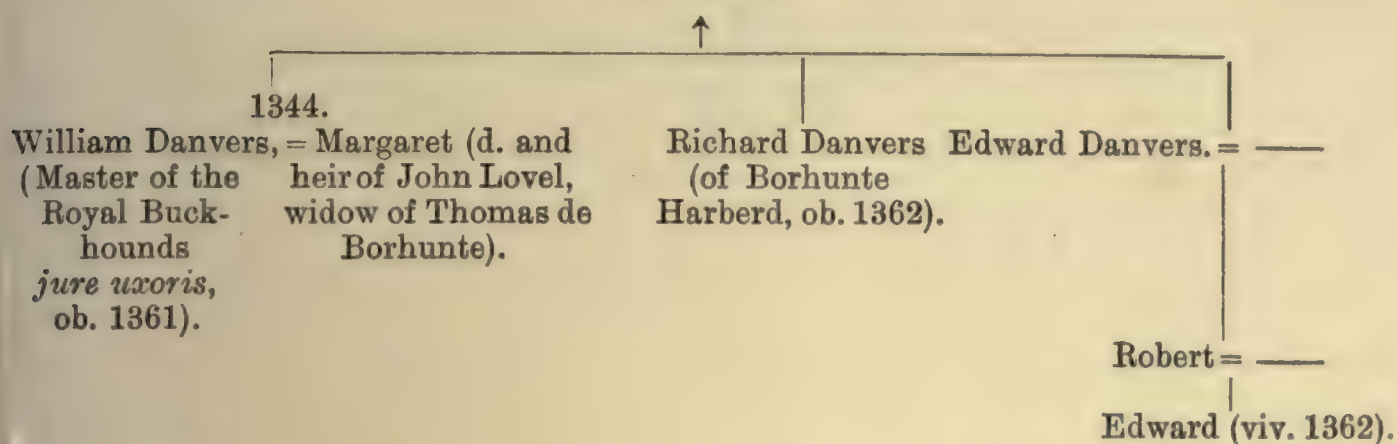 1344.
William Danvers, = Margaret (d. and
(Master of the heir of John Lovel,
Royal Buck- widow of Thomas de
hounds Borhunte).
jure uxoris,
ob. 1361).
Richard Danvers
(of Borhunte
Harberd, ob. 1362).
Edward Danvers. = ——
Robert = ——
Edward (viv. 1362).